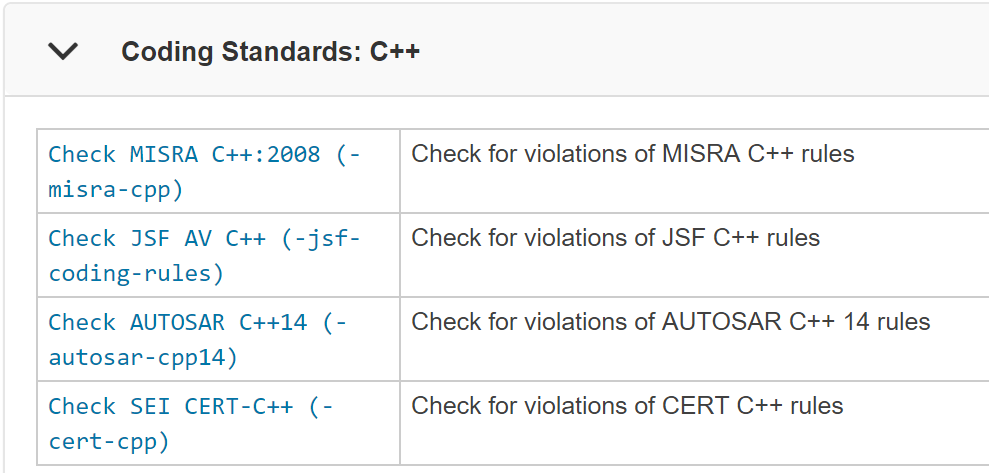 Coding Standards: C++
Check MISRA C++:2008 (-
misra-cpp)
Check for violations of MISRA C++ rules
Check JSF AV C++ (-jsf-
coding-rules)
Check for violations of JSF C++ rules
Check AUTOSAR C++14 (-
autosar-cpp14)
Check for violations of AUTOSAR C++ 14 rules
Check SEI CERT-C++ (-
cert-cpp)
Check for violations of CERT C++ rules